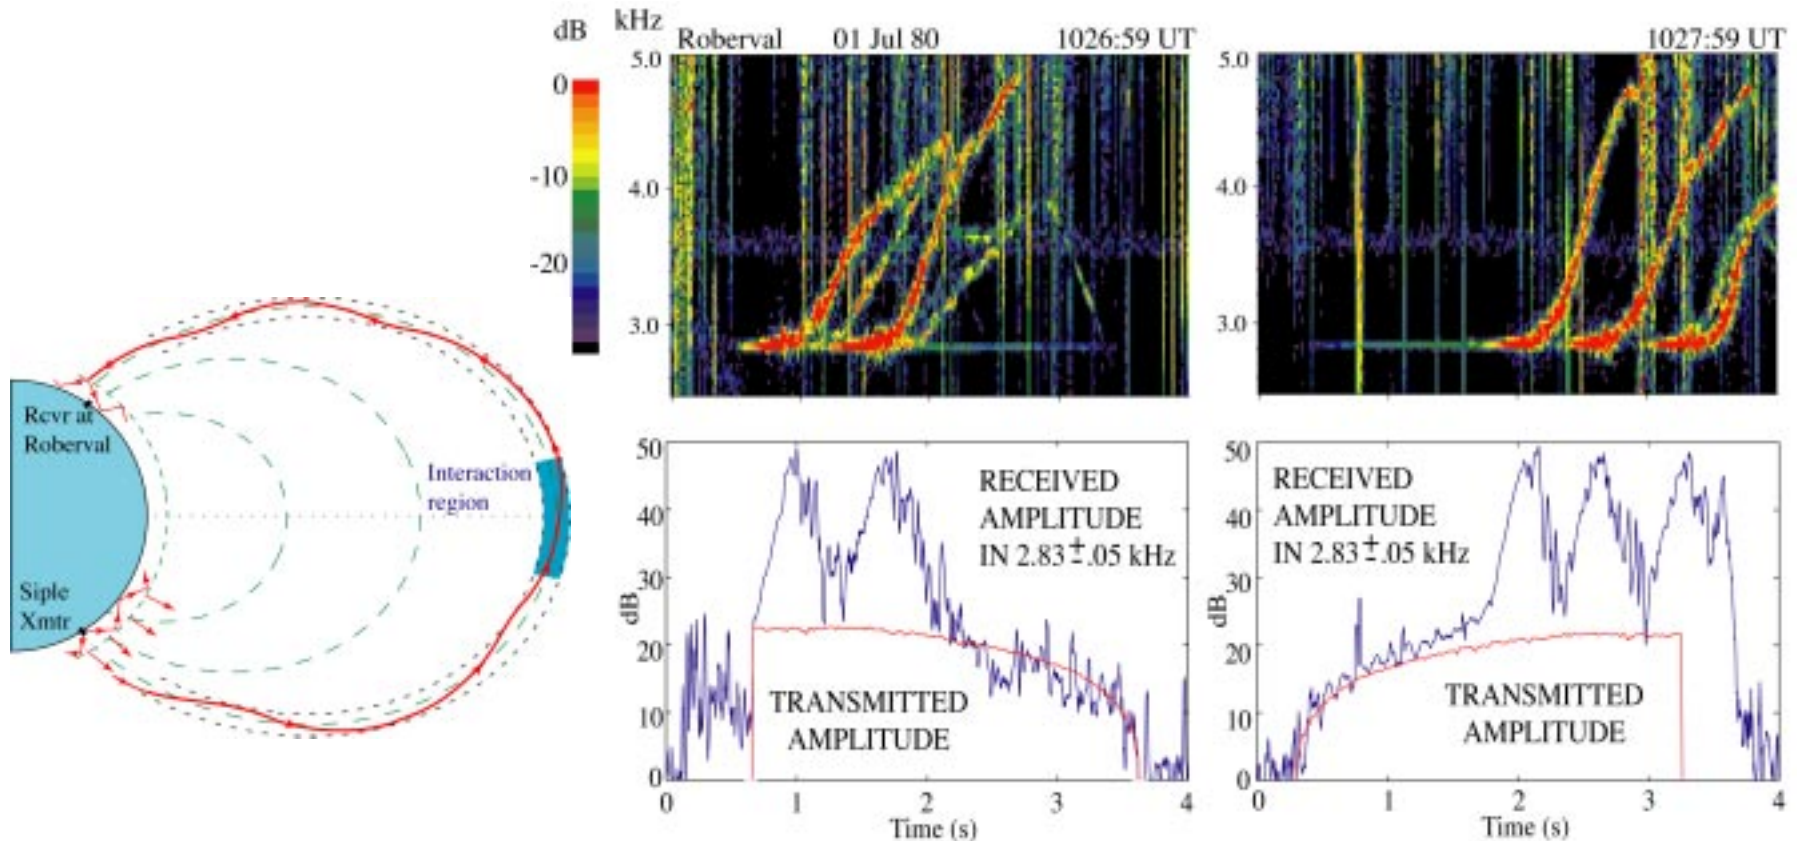 dB
0
-10
-20
Rcvr at
Roberval
Interaction
region
Siple
Xmtr
kHz
Roberval 01 Jul 80 1026:59 UT
5.0
4.0
3.0
1027:59 UT
5.0
4.0
3.0
50
40
30
20
10
0
dB
RECEIVED
AMPLITUDE
IN 2.83±.05 kHz
TRANSMITTED
AMPLITUDE
0 1 2 3 4
Time (s)
50
40
30
20
10
0
dB
RECEIVED
AMPLITUDE
IN 2.83±.05 kHz
TRANSMITTED
AMPLITUDE
0 1 2 3 4
Time (s)